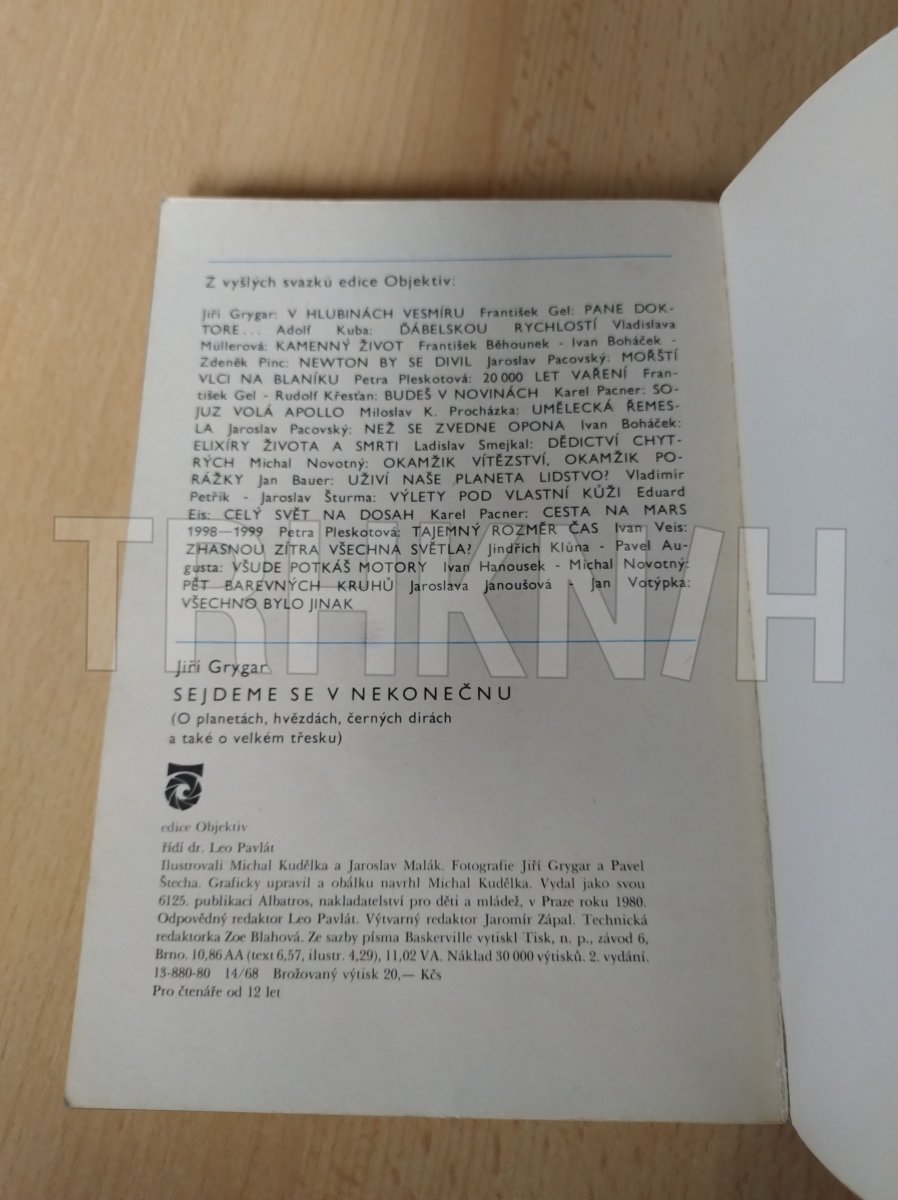 Z vyšlých svazků edice Objektiv:
Jiří Grygar: V HLUBINÁCH VESMÍRU František Gel: PANE DOK-
TORE... Adolf Kuba: ĎÁBELSKOU RYCHLOSTÍ Vladislava
Müllerová: KAMENNÝ ŽIVOT František Běhounek - Ivan Boháček -
Zdeněk Pinc: NEWTON BY SE DIVIL Jaroslav Pacovský: MOŘŠTÍ
VLCI NA BLANÍKU Petra Pleskotová: 20 000 LET VAŘENÍ Fran-
tišek Gel - Rudolf Křesťan: BUDEŠ V NOVINÁCH Karel Pacner: SO-
JUZ VOLÁ APOLLO Miloslav K. Procházka: UMĚLECKÁ ŘEMES-
LA Jaroslav Pacovský: NEŽ SE ZVEDNE OPONA Ivan Boháček:
ELIXÍRY ŽIVOTA A SMRTI Ladislav Smejkal: DĚDICTVÍ CHYT-
RÝCH Michal Novotný: OKAMŽIK VÍTĚZSTVÍ, OKAMŽIK PO-
RÁŽKY Jan Bauer: UŽIVÍ NAŠE PLANETA LIDSTVO? Vladimír
Petřík - Jaroslav Šturma: VÝLETY POD VLASTNÍ KŮŽI Eduard
Eis: CELÝ SVĚT NA DOSAH Karel Pacner: CESTA NA MARS
1998—1999 Petra Pleskotová: TAJEMNÝ ROZMĚR ČAS Ivan Veis:
ZHASNOU ZÍTRA VŠECHNA SVĚTLA? Jindřich Klůna - Pavel Au-
gusta: VŠUDE POTKÁŠ MOTORY Ivan Hanousek - Michal Novotný:
PĚT BAREVNÝCH KRUHŮ Jaroslava Janoušová - Jan Votýpka:
VŠECHNO BYLO JINAK
Jiří Grygar
SEJDEME SE V NEKONEČNU
(O planetách, hvězdách, černých dírách
a také o velkém třesku)
edice Objektiv
řídí dr. Leo Pavlát
Ilustrovali Michal Kudělka a Jaroslav Malák. Fotografie Jiří Grygar a Pavel
Štecha. Graficky upravil a obálku navrhl Michal Kudělka. Vydal jako svou
6125. publikaci Albatros, nakladatelství pro děti a mládež, v Praze roku 1980.
Odpovědný redaktor Leo Pavlát. Výtvarný redaktor Jaromír Zápal. Technická
redaktorka Zoe Blahová. Ze sazby písma Baskerville vytiskl Tisk, n. p., závod 6,
Brno. 10,86 AA (text 6,57, ilustr. 4,29), 11,02 VA. Náklad 30 000 výtisků. 2. vydání.
13-880-80 14/68 Brožovaný výtisk 20,— Kčs
Pro čtenáře od 12 let